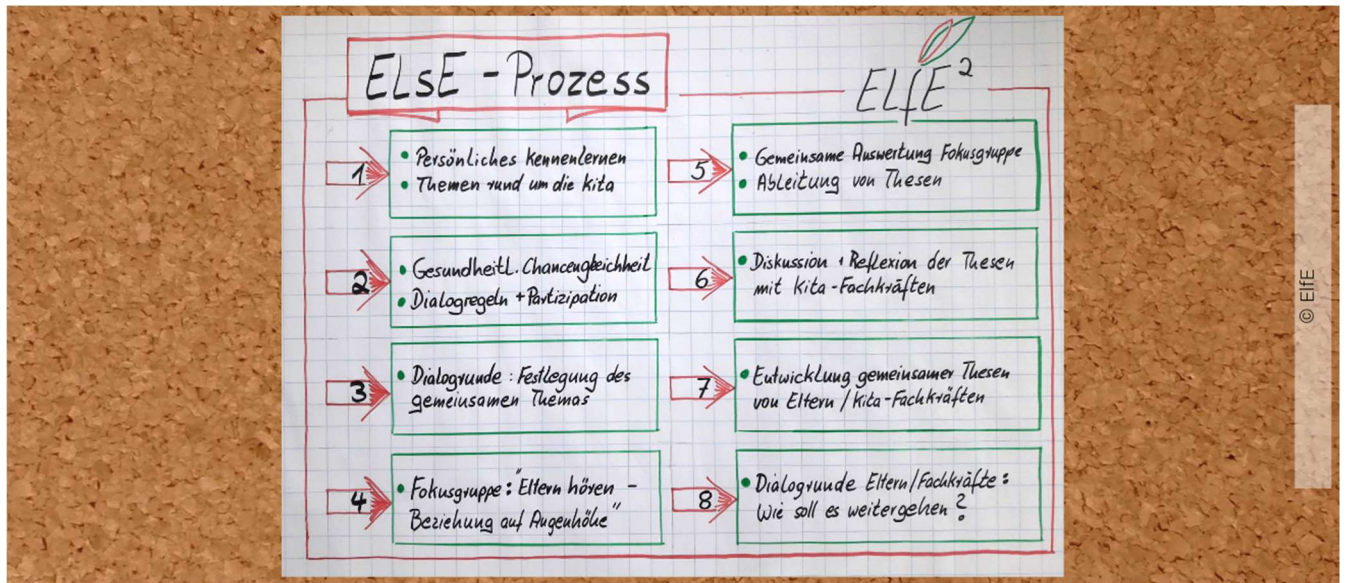 ELsE - Prozess
ELfE²
1
• Persönliches Kennenlernen
• Themen rund um die Kita
2
• Gesundheitl. Chancengleichheit
• Dialogregeln + Partizipation
3
• Dialogrunde : Festlegung des
gemeinsamen Themas
4
• Fokusgruppe: "Eltern hören -
Beziehung auf Augenhöhe"
5
• Gemeinsame Auswertung Fokusgruppe
• Ableitung von Thesen
6
• Diskussion + Reflexion der Thesen
mit Kita-Fachkräften
7
• Entwicklung gemeinsamer Thesen
von Eltern / Kita-Fachkräften
8
• Dialogrunde Eltern/Fachkräfte :
Wie soll es weitergehen ?
© ElfE